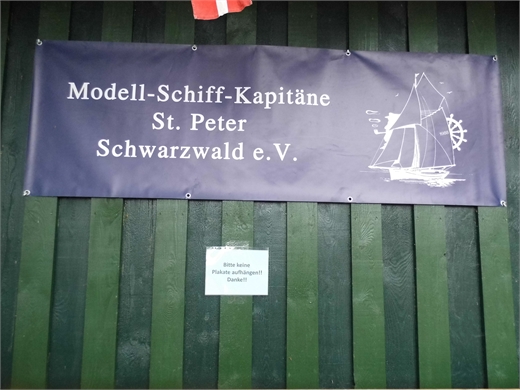 Modell-Schiff-Kapitäne
St. Peter
Schwarzwald e.V.
Bitte keine
Plakate aufhängen!!
Danke!!!